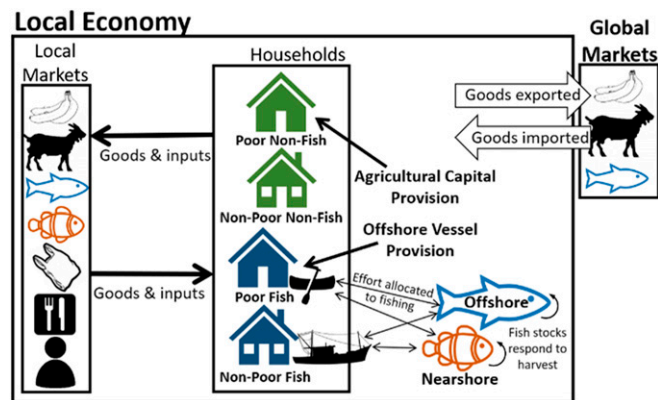 Local Economy
Local
Markets
Households
Global
Markets
Goods exported
Goods imported
Poor Non-Fish
Goods & inputs
Agricultural Capital
Provision
Non-Poor Non-Fish
Offshore Vessel
Provision
Goods & inputs
Poor Fish
Effort allocated
to fishing
Offshore
Fish stocks
respond to
harvest
Nearshore
Non-Poor Fish